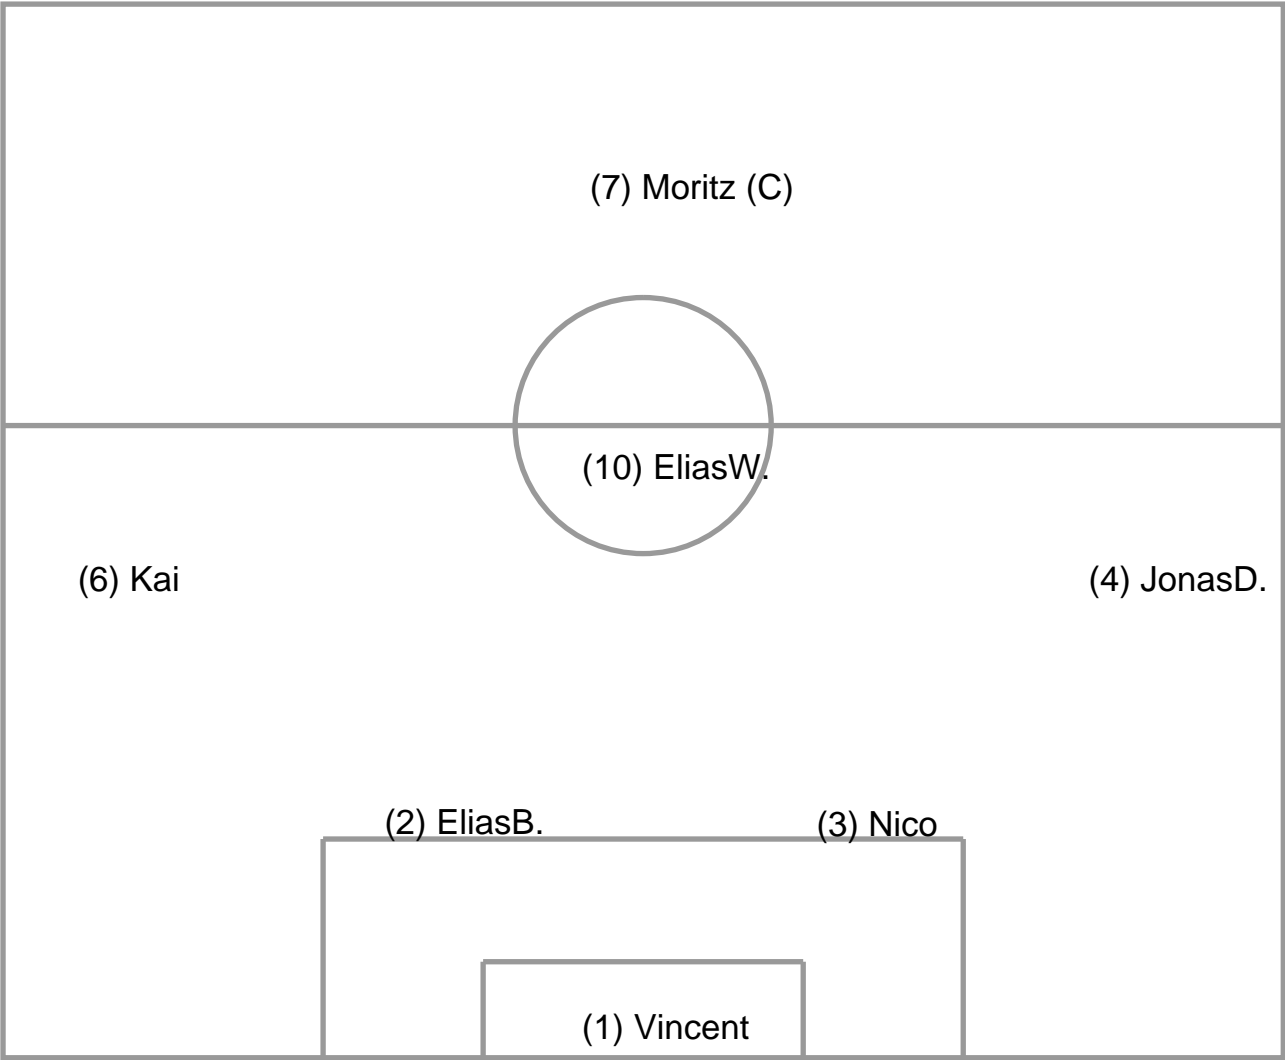 (7) Moritz (C)
(10) EliasW.
(6) Kai
(4) JonasD.
(2) EliasB.
(3) Nico
(1) Vincent